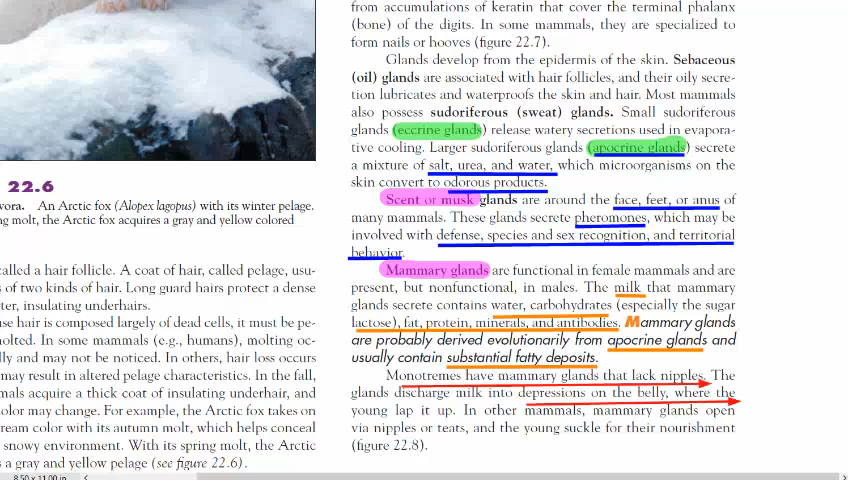 22.6
vora. An Arctic fox (Alopex lagopus) with its winter pelage.
ng molt, the Arctic fox acquires a gray and yellow colored
called a hair follicle. A coat of hair, called pelage, usu-
s of two kinds of hair. Long guard hairs protect a dense
ter, insulating underhairs.
use hair is composed largely of dead cells, it must be pe-
molted. In some mammals (e.g., humans), molting oc-
lly and may not be noticed. In others, hair loss occurs
may result in altered pelage characteristics. In the fall,
mals acquire a thick coat of insulating underhair, and
olor may change. For example, the Arctic fox takes on
ream color with its autumn molt, which helps conceal
snowy environment. With its spring molt, the Arctic
s a gray and yellow pelage (see figure 22.6).
from accumulations of keratin that cover the terminal phalanx
(bone) of the digits. In some mammals, they are specialized to
form nails or hooves (figure 22.7).
Glands develop from the epidermis of the skin. Sebaceous
(oil) glands are associated with hair follicles, and their oily secre-
tion lubricates and waterproofs the skin and hair. Most mammals
also possess sudoriferous (sweat) glands. Small sudoriferous
glands (eccrine glands) release watery secretions used in evapora-
tive cooling. Larger sudoriferous glands (apocrine glands) secrete
a mixture of salt, urea, and water, which microorganisms on the
skin convert to odorous products.
Scent or musk glands are around the face, feet, or anus of
many mammals. These glands secrete pheromones, which may be
involved with defense, species and sex recognition, and territorial
behavior.
Mammary glands are functional in female mammals and are
present, but nonfunctional, in males. The milk that mammary
glands secrete contains water, carbohydrates (especially the sugar
lactose), fat, protein, minerals, and antibodies. Mammary glands
are probably derived evolutionarily from apocrine glands and
usually contain substantial fatty deposits.
Monotremes have mammary glands that lack nipples. The
glands discharge milk into depressions on the belly, where the
young lap it up. In other mammals, mammary glands open
via nipples or teats, and the young suckle for their nourishment
(figure 22.8).
8.50 x 11.00 in